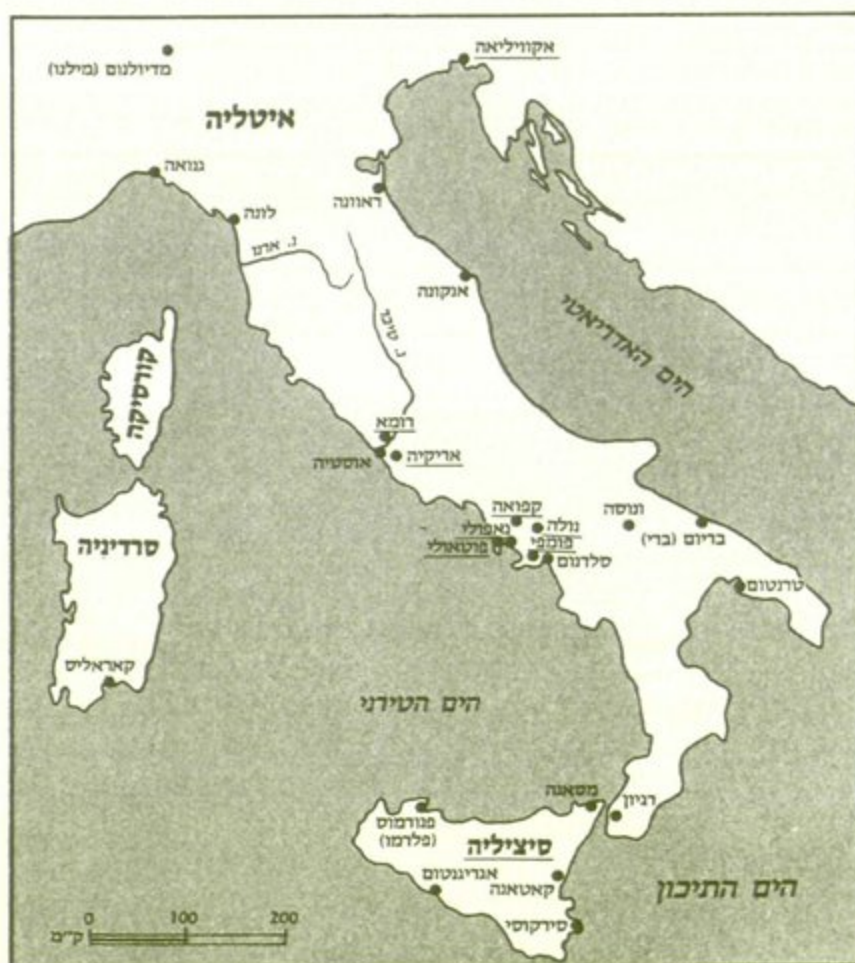 אקוויליאה
מדיולנום (מילנו)
איטליה
גנואה
ראוונה
לונה
נ. ארנו
אנקונה
נ. טיבר
הים האדריאטי
קורסיקה
רומא
אריקיה
אוסטיה
קפואה
ונוסה
נולה
נאפולי
בריום (ברי)
פומפי
פוטאולי
סלרנום
סרדיניה
טרנטום
קאראליס
הים הטירני
מסאנה
רגיון
פנורמוס
(פלרמו)
סיציליה
אגריגנטום
קאטאנה
הים התיכון
סירקוסי
0 100 200
ק"מ